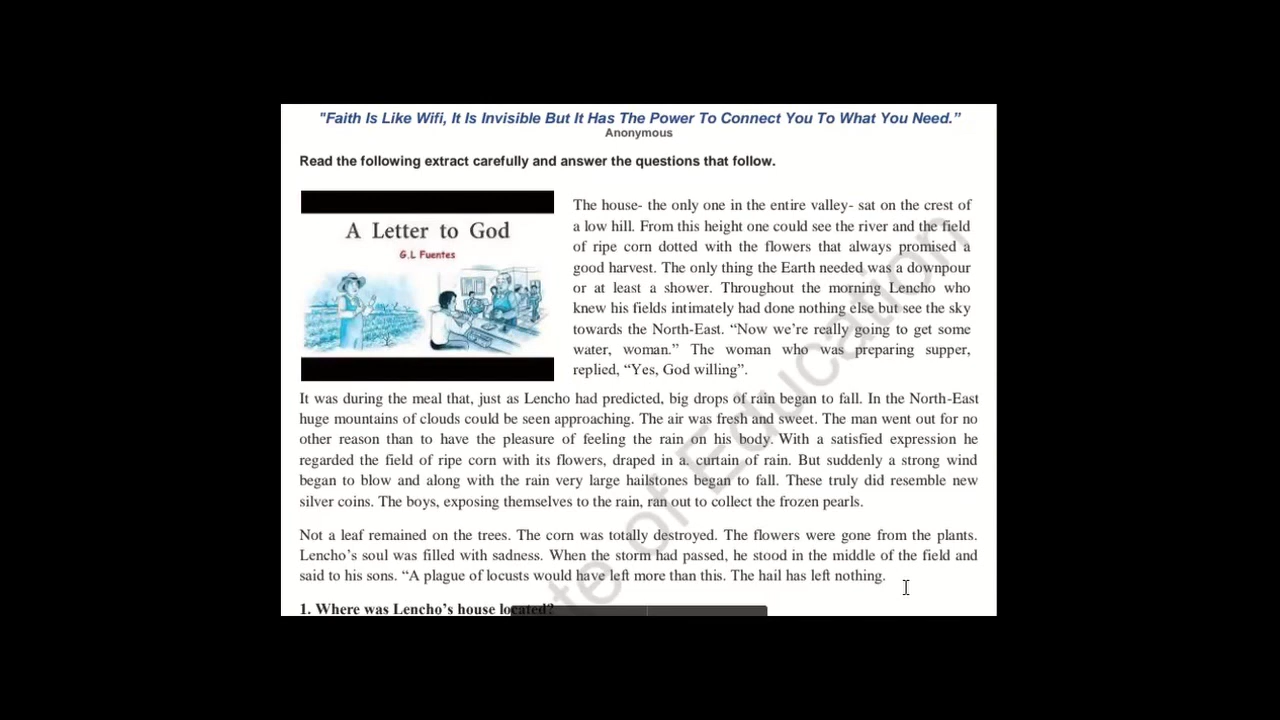 "Faith Is Like Wifi, It Is Invisible But It Has The Power To Connect You To What You Need.”
Anonymous
Read the following extract carefully and answer the questions that follow.
A Letter to God
G.L Fuentes
The house- the only one in the entire valley- sat on the crest of
a low hill. From this height one could see the river and the field
of ripe corn dotted with the flowers that always promised a
good harvest. The only thing the Earth needed was a downpour
or at least a shower. Throughout the morning Lencho who
knew his fields intimately had done nothing else but see the sky
towards the North-East. “Now we’re really going to get some
water, woman.” The woman who was preparing supper,
replied, “Yes, God willing”.
It was during the meal that, just as Lencho had predicted, big drops of rain began to fall. In the North-East
huge mountains of clouds could be seen approaching. The air was fresh and sweet. The man went out for no
other reason than to have the pleasure of feeling the rain on his body. With a satisfied expression he
regarded the field of ripe corn with its flowers, draped in a. curtain of rain. But suddenly a strong wind
began to blow and along with the rain very large hailstones began to fall. These truly did resemble new
silver coins. The boys, exposing themselves to the rain, ran out to collect the frozen pearls.
Not a leaf remained on the trees. The corn was totally destroyed. The flowers were gone from the plants.
Lencho’s soul was filled with sadness. When the storm had passed, he stood in the middle of the field and
said to his sons. “A plague of locusts would have left more than this. The hail has left nothing.
1. Where was Lencho’s house located?
te of Education